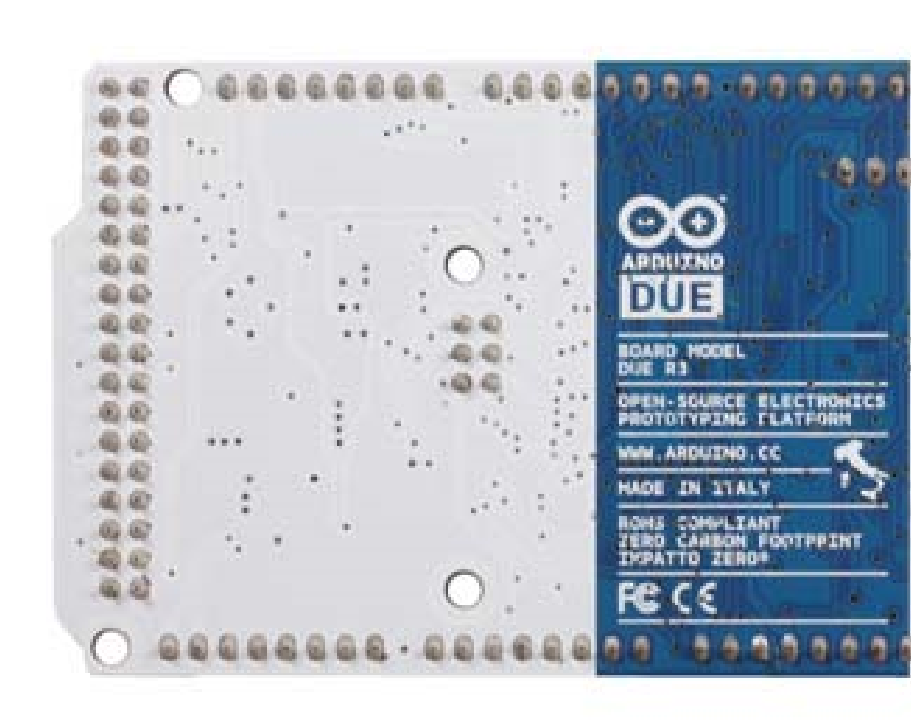 ARDUINO
DUE
BOARD MODEL
DUE R3
OPEN-SOURCE ELECTRONICS
PROTOTYPING PLATFORM
WWW.ARDUINO.CC
MADE IN ITALY
ROHS COMPLIANT
ZERO CARBON FOOTPRINT
IMPATTO ZERO®
FC CE